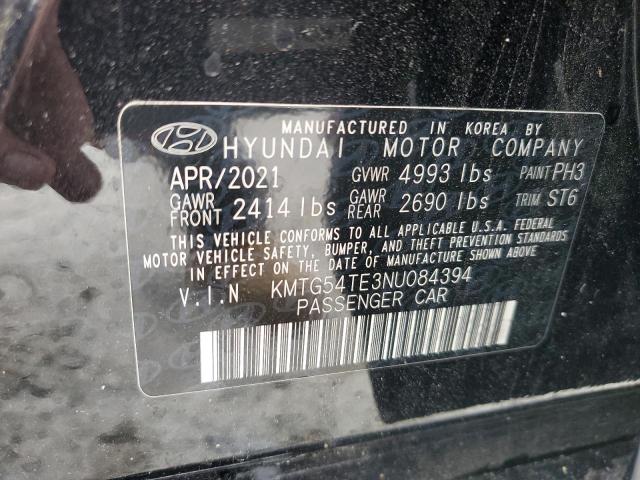 MANUFACTURED IN KOREA BY
HYUNDAI MOTOR COMPANY
APR/2021 GVWR 4993 lbs PAINT PH3
GAWR FRONT 2414 lbs GAWR REAR 2690 lbs TRIM ST6
THIS VEHICLE CONFORMS TO ALL APPLICABLE U.S.A. FEDERAL
MOTOR VEHICLE SAFETY, BUMPER, AND THEFT PREVENTION STANDARDS
IN EFFECT ON THE DATE OF MANUFACTURE SHOWN ABOVE.
V.I.N KMTG54TE3NU084394
PASSENGER CAR